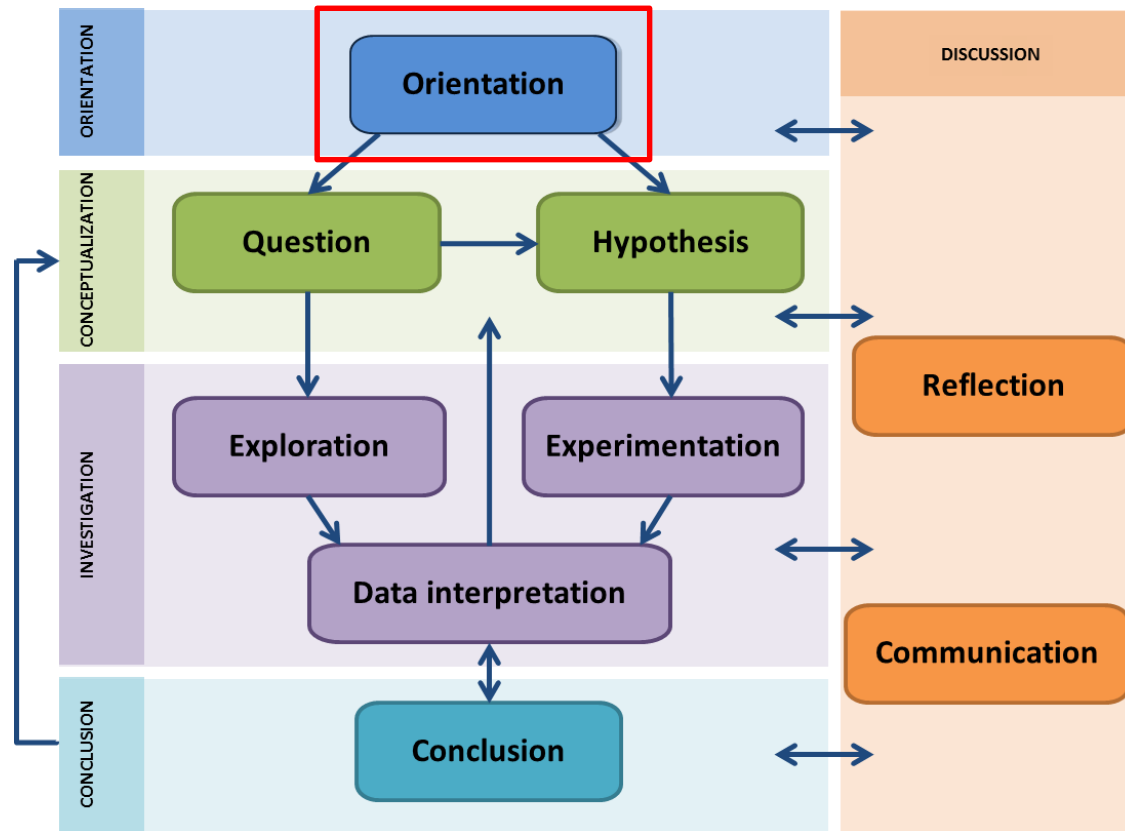 ORIENTATION
Orientation
DISCUSSION
CONCEPTUALIZATION
Question
Hypothesis
Reflection
INVESTIGATION
Exploration
Experimentation
Data interpretation
Communication
CONCLUSION
Conclusion